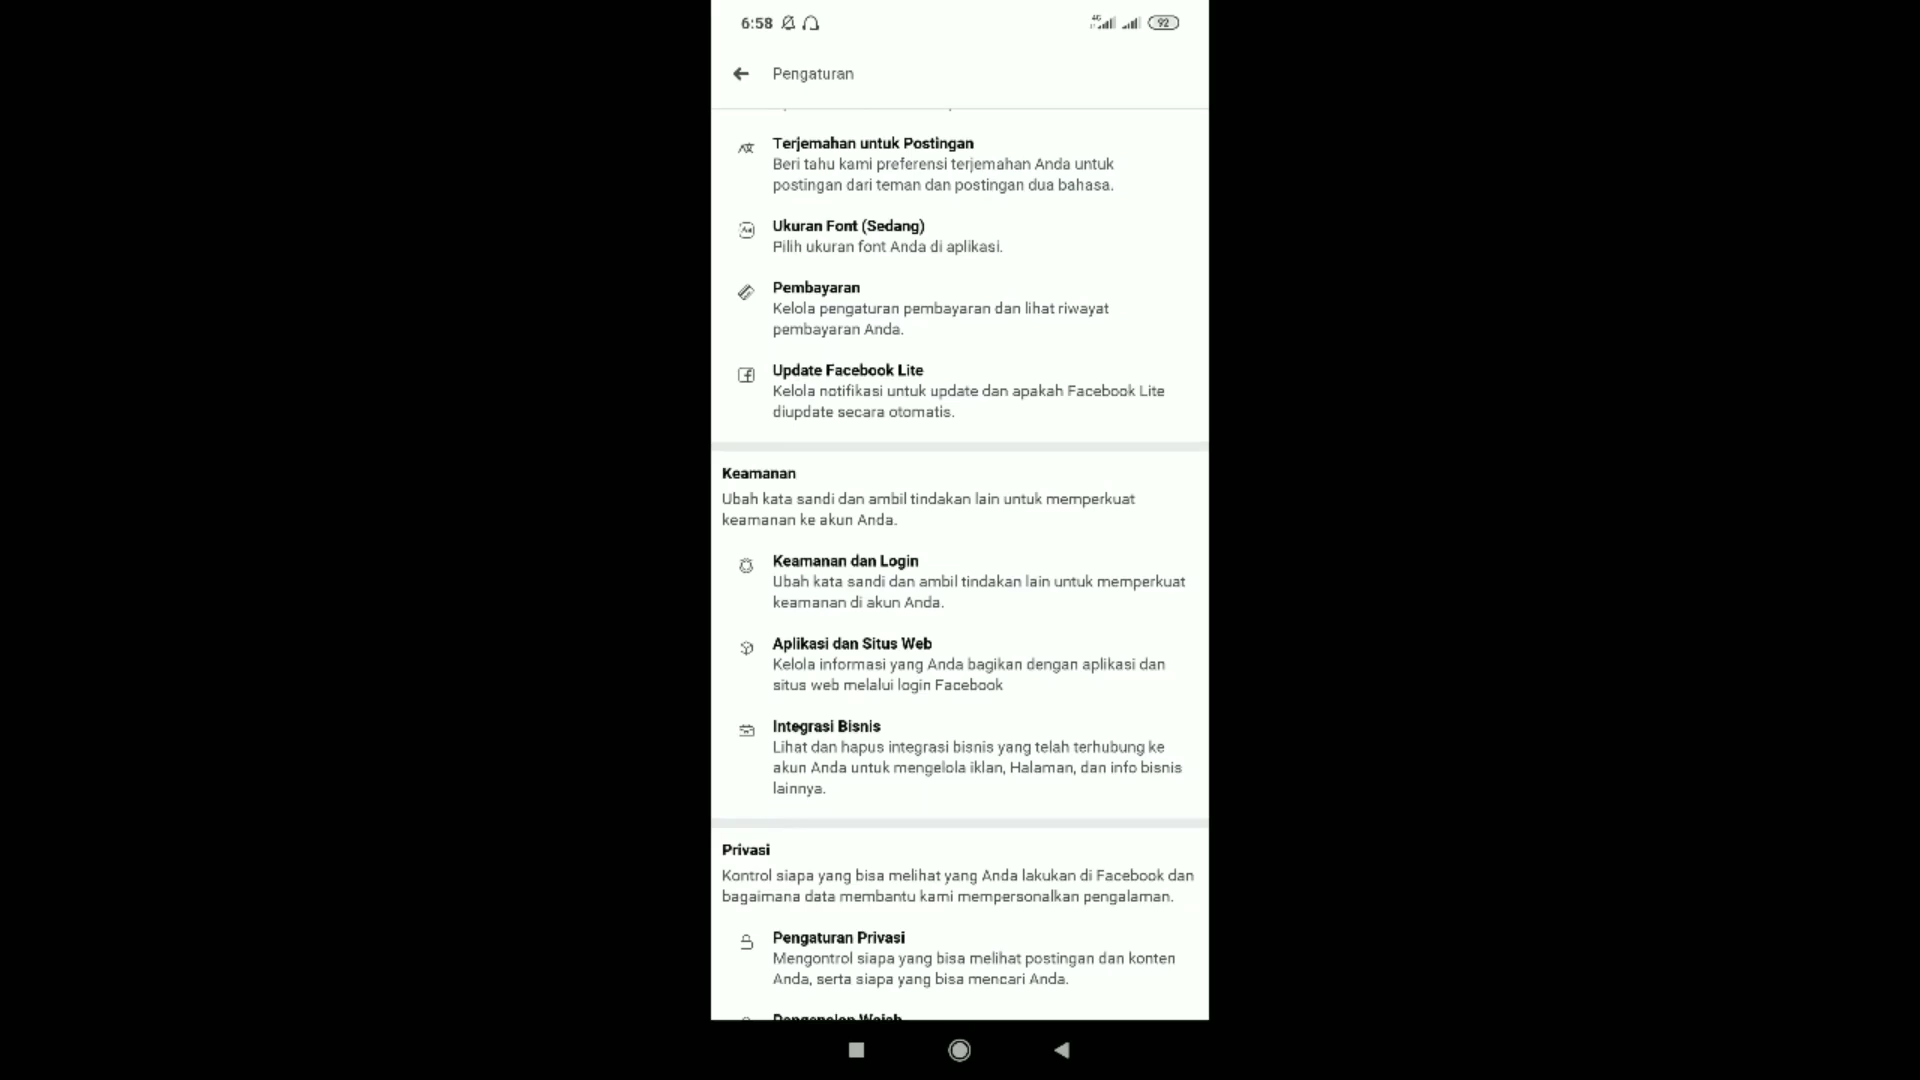 6:58
4G
92
Pengaturan
Terjemahan untuk Postingan
Beri tahu kami preferensi terjemahan Anda untuk
postingan dari teman dan postingan dua bahasa.
Ukuran Font (Sedang)
Pilih ukuran font Anda di aplikasi.
Pembayaran
Kelola pengaturan pembayaran dan lihat riwayat
pembayaran Anda.
Update Facebook Lite
Kelola notifikasi untuk update dan apakah Facebook Lite
diupdate secara otomatis.
Keamanan
Ubah kata sandi dan ambil tindakan lain untuk memperkuat
keamanan ke akun Anda.
Keamanan dan Login
Ubah kata sandi dan ambil tindakan lain untuk memperkuat
keamanan di akun Anda.
Aplikasi dan Situs Web
Kelola informasi yang Anda bagikan dengan aplikasi dan
situs web melalui login Facebook
Integrasi Bisnis
Lihat dan hapus integrasi bisnis yang telah terhubung ke
akun Anda untuk mengelola iklan, Halaman, dan info bisnis
lainnya.
Privasi
Kontrol siapa yang bisa melihat yang Anda lakukan di Facebook dan
bagaimana data membantu kami mempersonalkan pengalaman.
Pengaturan Privasi
Mengontrol siapa yang bisa melihat postingan dan konten
Anda, serta siapa yang bisa mencari Anda.
Pengenalan Wajah